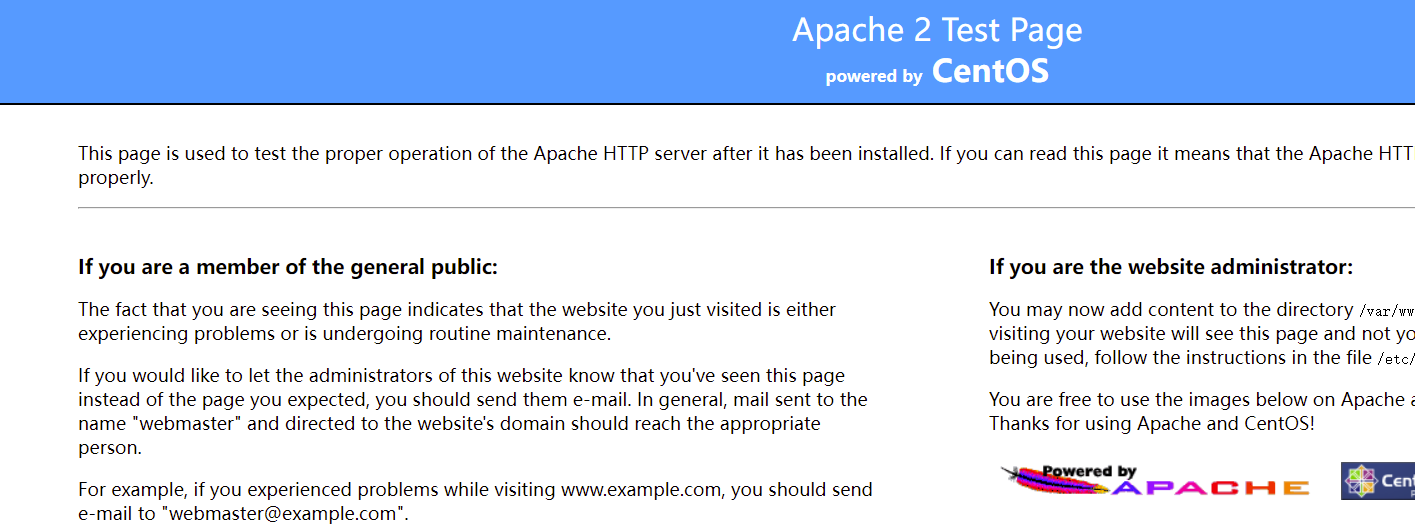 Apache 2 Test Page
powered by CentOS
This page is used to test the proper operation of the Apache HTTP server after it has been installed. If you can read this page it means that the Apache HTT
properly.
If you are a member of the general public:
The fact that you are seeing this page indicates that the website you just visited is either
experiencing problems or is undergoing routine maintenance.
If you would like to let the administrators of this website know that you've seen this page
instead of the page you expected, you should send them e-mail. In general, mail sent to the
name "webmaster" and directed to the website's domain should reach the appropriate
person.
For example, if you experienced problems while visiting www.example.com, you should send
e-mail to "webmaster@example.com".
If you are the website administrator:
You may now add content to the directory /var/ww
visiting your website will see this page and not yo
being used, follow the instructions in the file /etc/
You are free to use the images below on Apache a
Thanks for using Apache and CentOS!
Powered by
APACHE
Cent